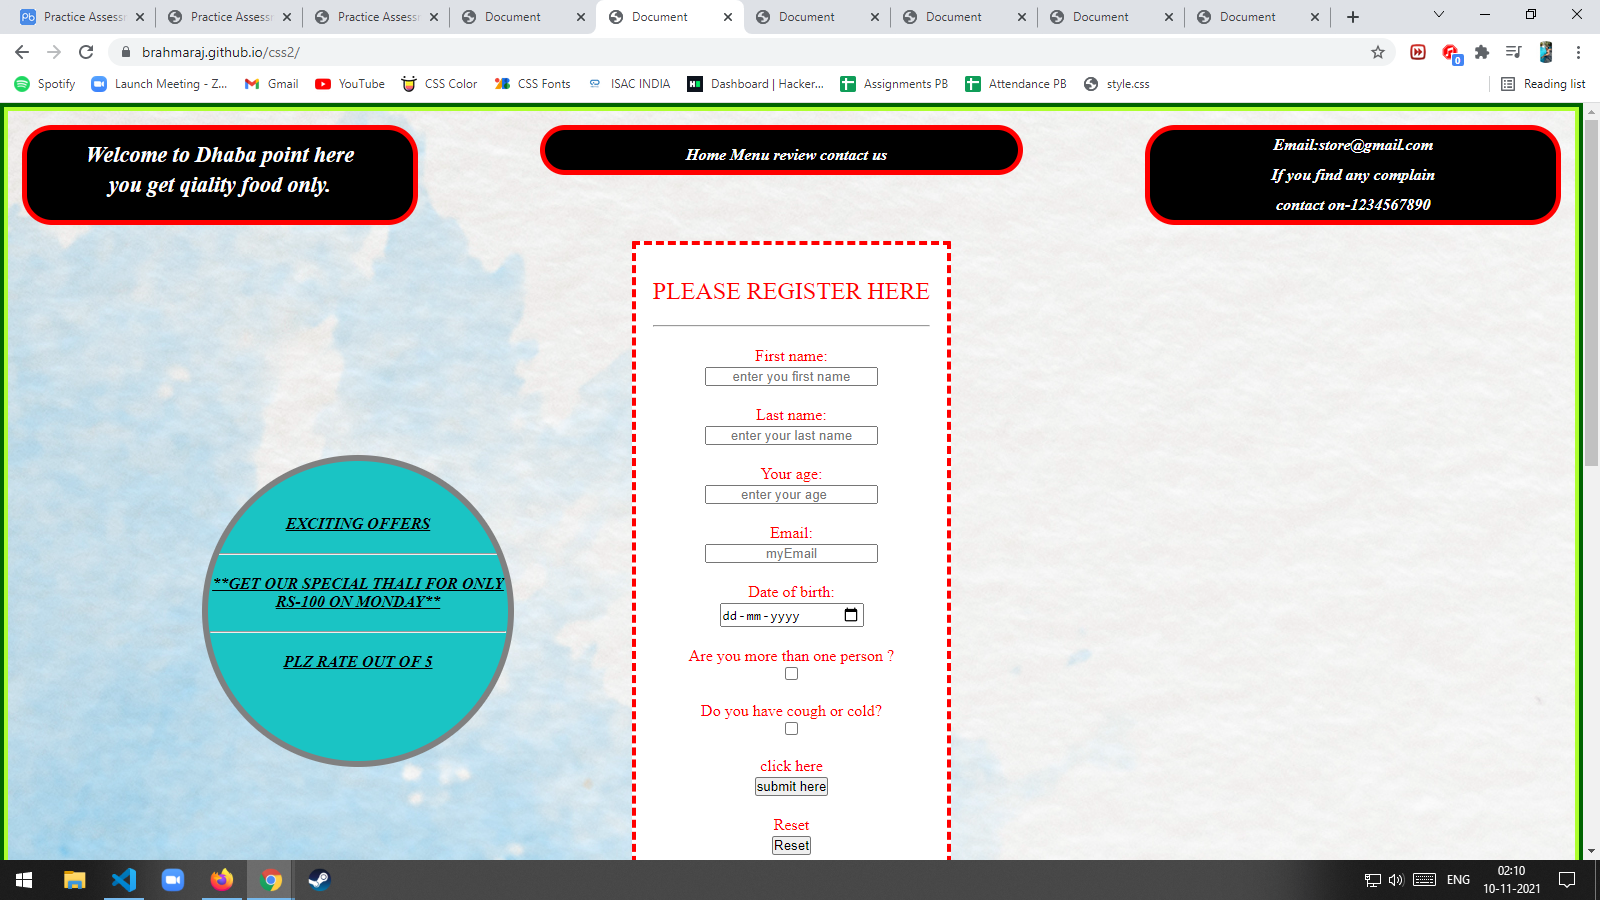 Practice Assess
Practice Assess
Practice Assess
Document
Document
Document
Document
Document
Document
brahmaraj.github.io/css2/
0
Spotify
Launch Meeting - Z...
Gmail
YouTube
CSS Color
CSS Fonts
ISAC INDIA
Dashboard | Hacker...
Assignments PB
Attendance PB
style.css
Reading list
Welcome to Dhaba point here
you get qiality food only.
Home Menu review contact us
Email:store@gmail.com
If you find any complain
contact on-1234567890
PLEASE REGISTER HERE
First name:
enter you first name
Last name:
enter your last name
Your age:
enter your age
Email:
myEmail
Date of birth:
dd-mm-yyyy
Are you more than one person ?
Do you have cough or cold?
click here
submit here
Reset
Reset
EXCITING OFFERS
**GET OUR SPECIAL THALI FOR ONLY
RS-100 ON MONDAY**
PLZ RATE OUT OF 5
ENG
02:10
10-11-2021